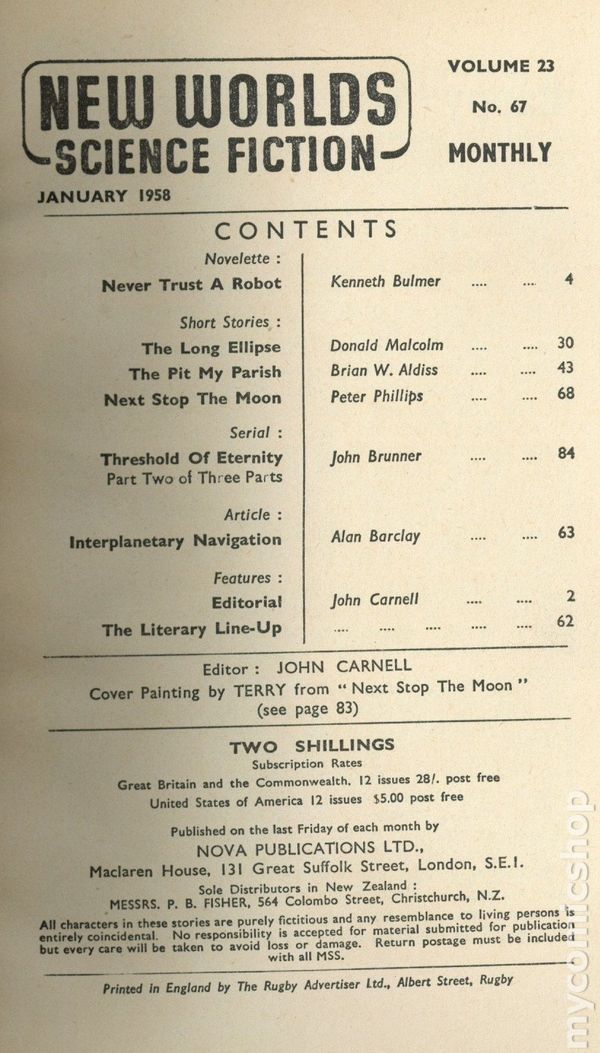 NEW WORLDS
SCIENCE FICTION
VOLUME 23
No. 67
MONTHLY
JANUARY 1958
CONTENTS
Novelette :
Never Trust A Robot Kenneth Bulmer .... .... 4
Short Stories :
The Long Ellipse Donald Malcolm .... .... 30
The Pit My Parish Brian W. Aldiss .... .... 43
Next Stop The Moon Peter Phillips .... .... 68
Serial :
Threshold Of Eternity John Brunner .... .... 84
Part Two of Three Parts
Article :
Interplanetary Navigation Alan Barclay .... .... 63
Features :
Editorial John Carnell .... .... 2
The Literary Line-Up .... .... .... .... .... 62
Editor : JOHN CARNELL
Cover Painting by TERRY from “ Next Stop The Moon ”
(see page 83)
TWO SHILLINGS
Subscription Rates
Great Britain and the Commonwealth. 12 issues 28/. post free
United States of America 12 issues $5.00 post free
Published on the last Friday of each month by
NOVA PUBLICATIONS LTD.,
Maclaren House, 131 Great Suffolk Street, London, S.E.1.
Sole Distributors in New Zealand :
MESSRS. P. B. FISHER, 564 Colombo Street, Christchurch, N.Z.
All characters in these stories are purely fictitious and any resemblance to living persons is
entirely coincidental. No responsibility is accepted for material submitted for publication
but every care will be taken to avoid loss or damage. Return postage must be included
with all MSS.
Printed in England by The Rugby Advertiser Ltd., Albert Street, Rugby
mycomicshop